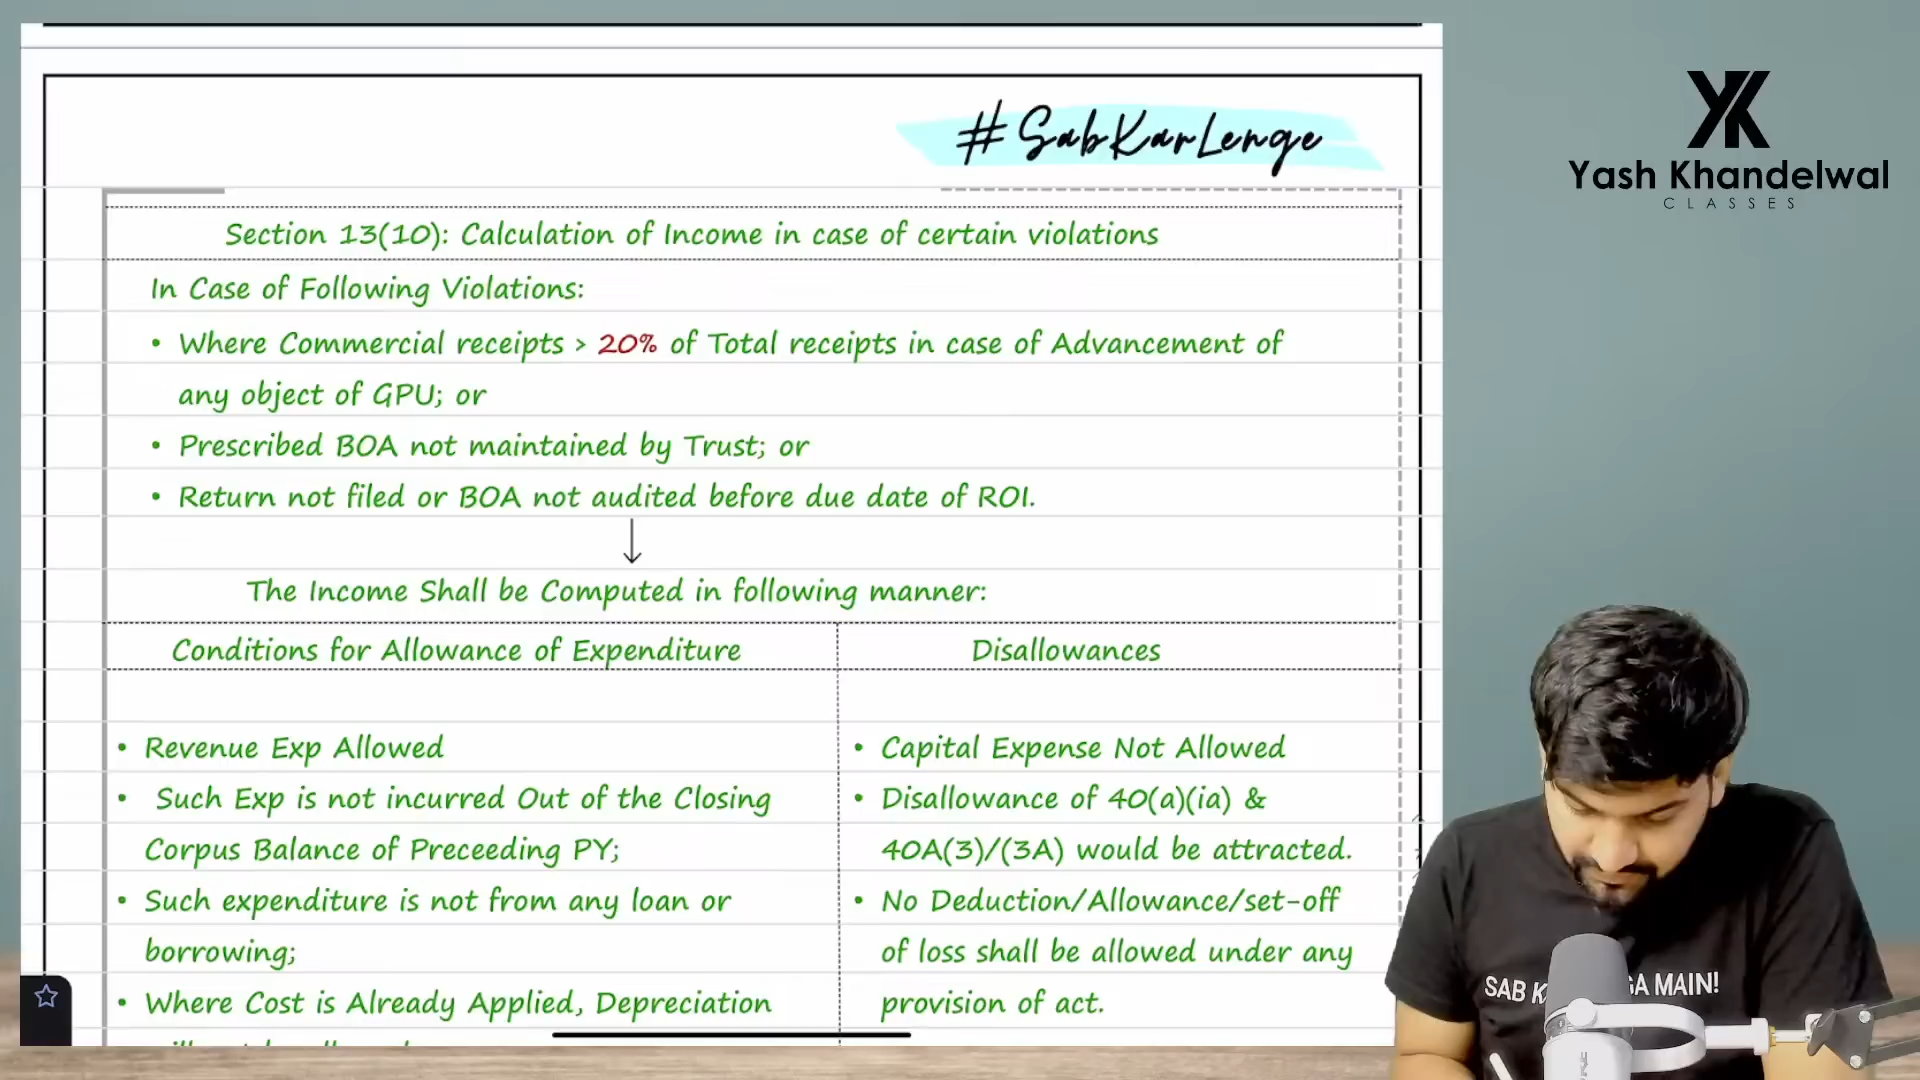 #SabKarLenge
YK
Yash Khandelwal
CLASSES
Section 13(10): Calculation of Income in case of certain violations
In Case of Following Violations:
• Where Commercial receipts > 20% of Total receipts in case of Advancement of
any object of GPU; or
• Prescribed BOA not maintained by Trust; or
• Return not filed or BOA not audited before due date of ROI.
The Income Shall be Computed in following manner:
Conditions for Allowance of Expenditure
• Revenue Exp Allowed
• Such Exp is not incurred Out of the Closing
Corpus Balance of Preceeding PY;
• Such expenditure is not from any loan or
borrowing;
• Where Cost is Already Applied, Depreciation
Disallowances
• Capital Expense Not Allowed
• Disallowance of 40(a)(ia) &
40A(3)/(3A) would be attracted.
• No Deduction/Allowance/set-off
of loss shall be allowed under any
provision of act.
SAB K GA MAIN!